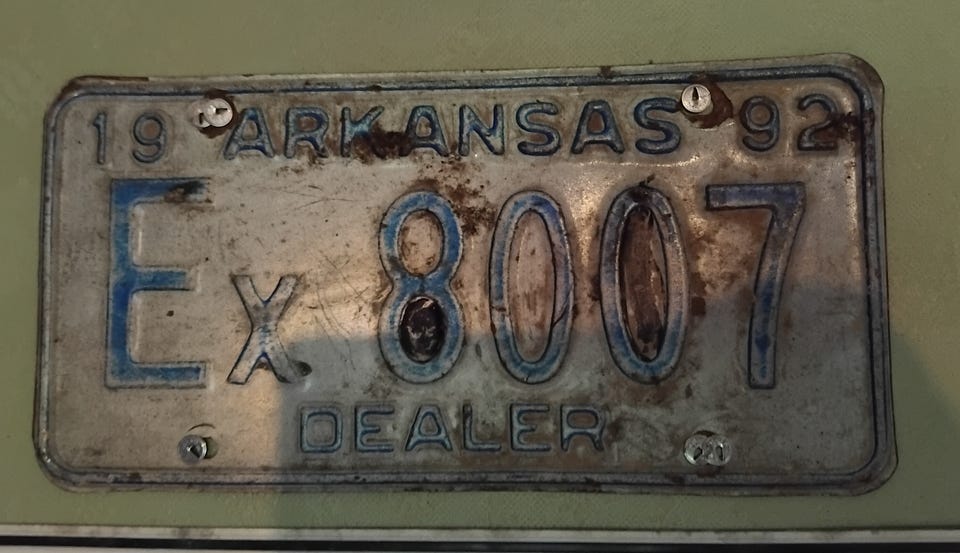 19 ARKANSAS 92
Ex 8007
DEALER